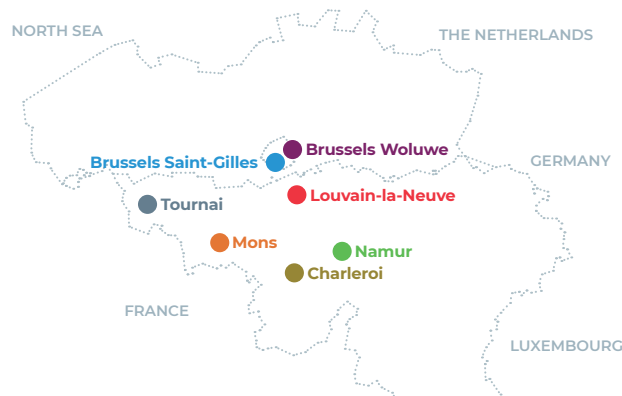 NORTH SEA
THE NETHERLANDS
Brussels Woluwe
Brussels Saint-Gilles
GERMANY
Louvain-la-Neuve
Tournai
Mons
Namur
Charleroi
FRANCE
LUXEMBOURG